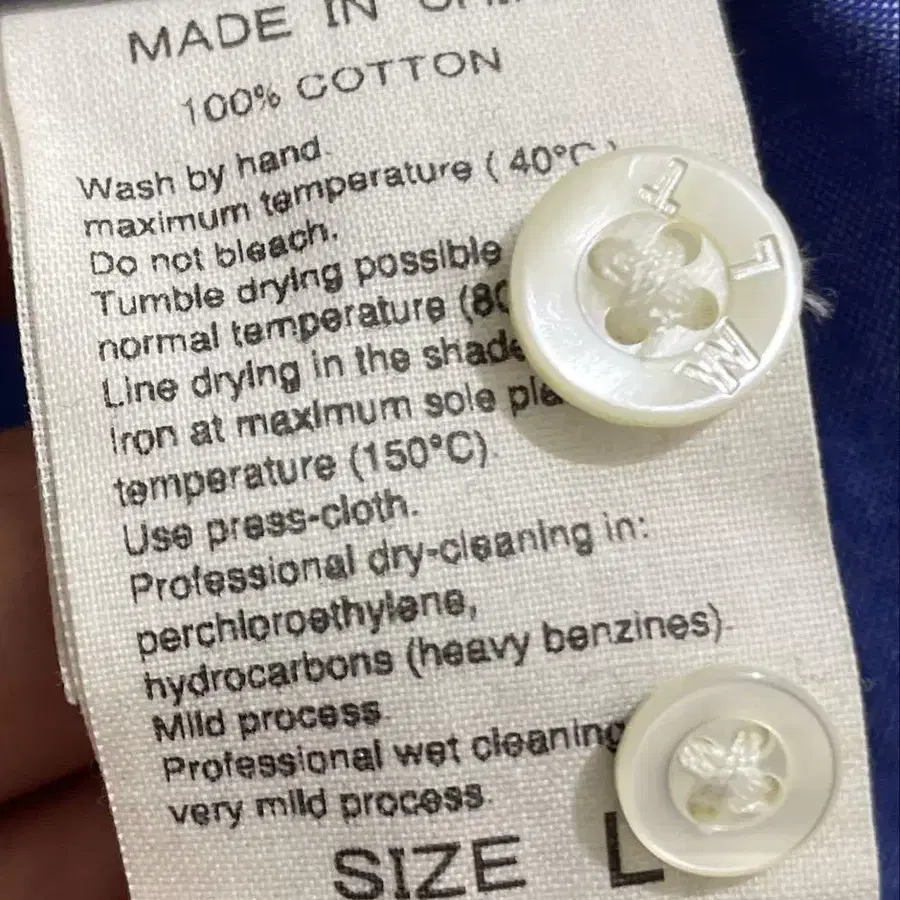 MADE IN
100% COTTON
Wash by hand.
maximum temperature ( 40°C )
Do not bleach.
Tumble drying possible
normal temperature (80
Line drying in the shade
Iron at maximum sole pla
temperature (150°C).
Use press-cloth.
Professional dry-cleaning in:
perchloroethylene,
hydrocarbons (heavy benzines).
Mild process.
Professional wet cleaning
very mild process.
SIZE L
T L W